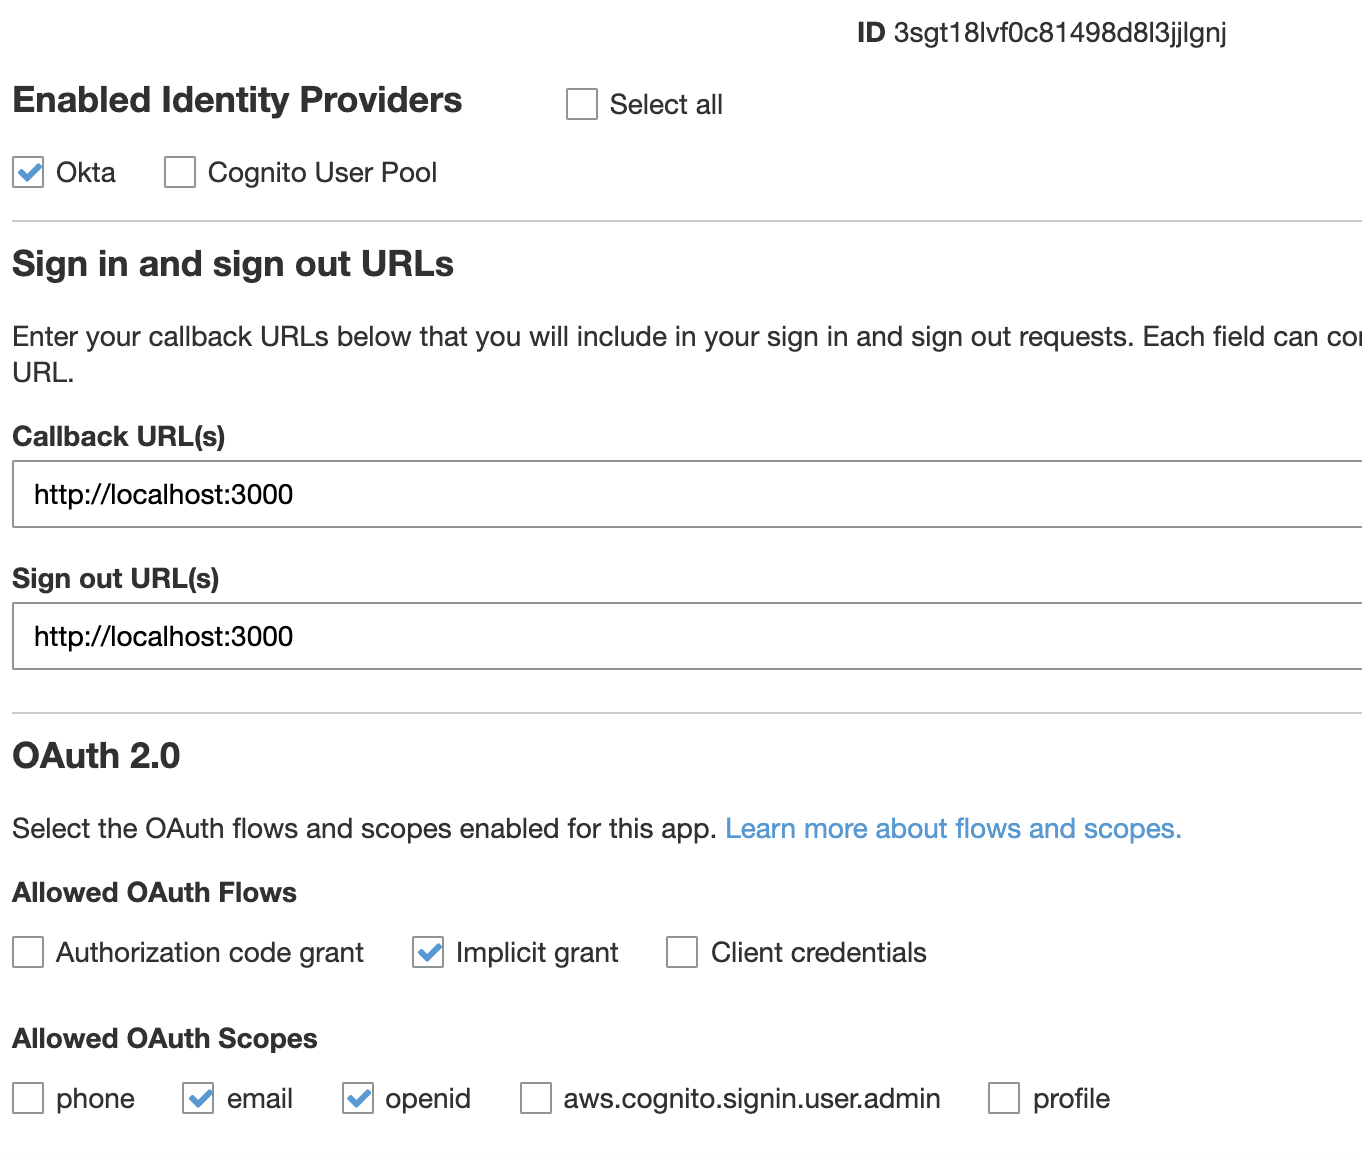 ID 3sgt18lvf0c81498d8l3jjlgnj
Enabled Identity Providers
Select all
Okta
Cognito User Pool
Sign in and sign out URLs
Enter your callback URLs below that you will include in your sign in and sign out requests. Each field can
URL.
Callback URL(s)
http://localhost:3000
Sign out URL(s)
http://localhost:3000
OAuth 2.0
Select the OAuth flows and scopes enabled for this app. Learn more about flows and scopes.
Allowed OAuth Flows
Authorization code grant
Implicit grant
Client credentials
Allowed OAuth Scopes
phone
email
openid
aws.cognito.signin.user.admin
profile